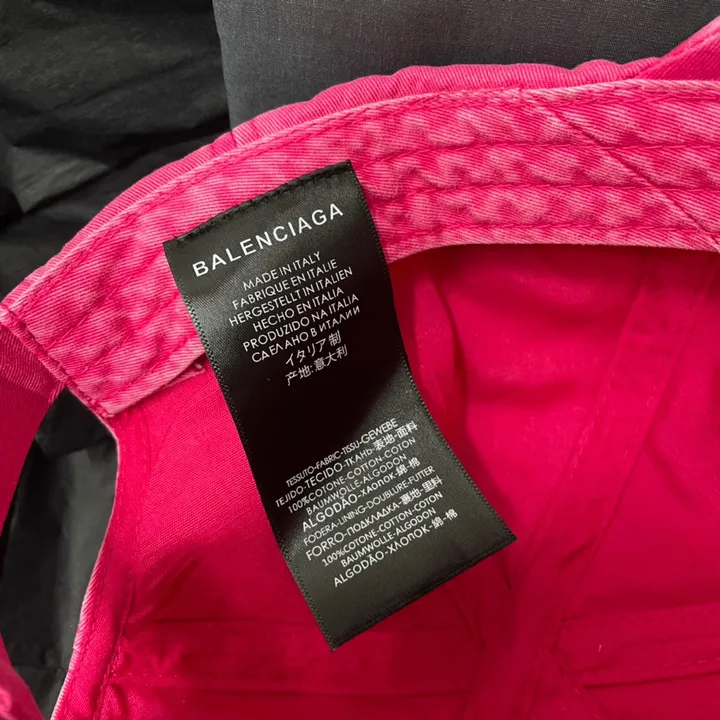 BALENCIAGA
MADE IN ITALY
FABRIQUE EN ITALIE
HERGESTELLT IN ITALIEN
HECHO EN ITALIA
PRODUZIDO NA ITALIA
СДЕЛАНО В ИТАЛИИ
イタリア 制
产地: 意大利
TESSUTO-FABRIC-TISSU-GEWEBE
TEJIDO-TECIDO-ТКАНЬ-表地-面料
100%COTONE-COTTON-COTON
BAUMWOLLE-ALGODON
ALGODÃO-ХЛОПОК-綿-棉
FODERA-LINING-DOUBLURE-FUTTER
FORRO-ПОДКЛАДКА-裏地-里料
100%COTONE-COTTON-COTON
BAUMWOLLE-ALGODON
ALGODÃO-ХЛОПОК-綿-棉